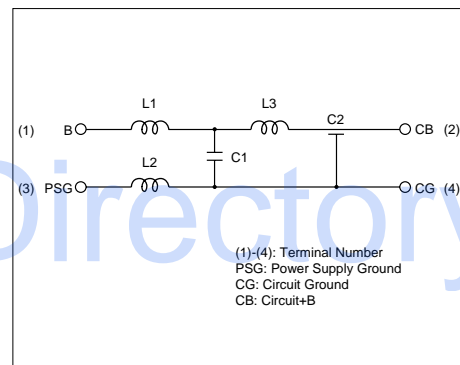 L1
L3
C2
(1) B
CB (2)
C1
L2
(3) PSG
CG (4)
Directory
(1)-(4): Terminal Number
PSG: Power Supply Ground
CG: Circuit Ground
CB: Circuit+B